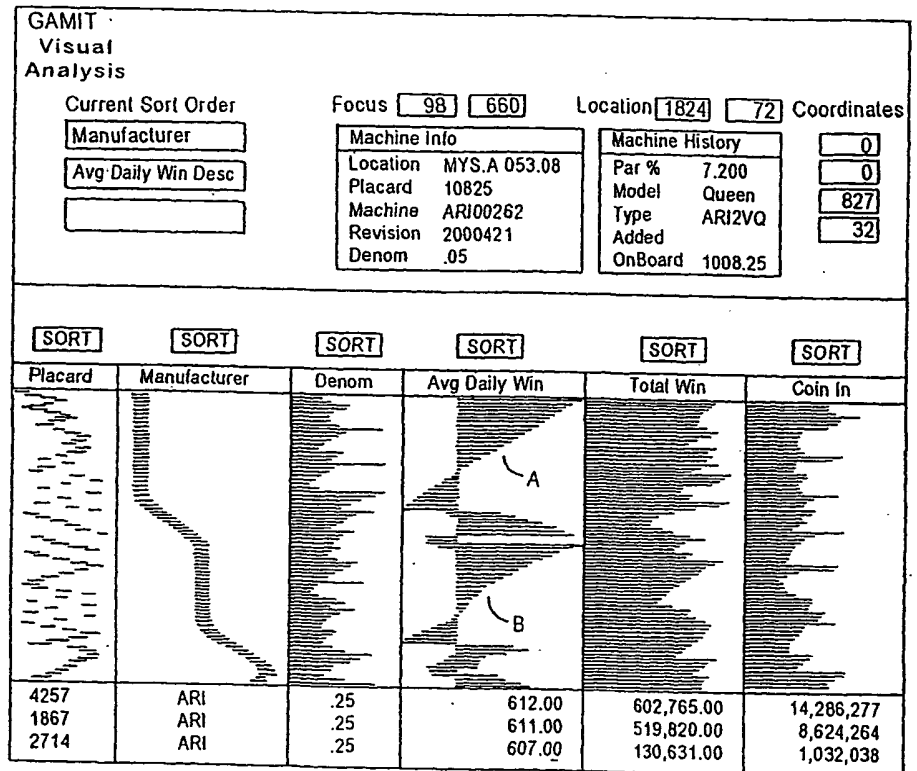 GAMIT
Visual
Analysis
Current Sort Order
Manufacturer
Avg Daily Win Desc
Focus 98 660
Location 1824 72 Coordinates
0
0
827
32
Machine Info
Location MYS.A 053.08
Placard 10825
Machine ARI00262
Revision 2000421
Denom .05
Machine History
Par % 7.200
Model Queen
Type ARI2VQ
Added
OnBoard 1008.25
SORT SORT SORT SORT SORT SORT
Placard Manufacturer Denom Avg Daily Win Total Win Coin In
A
B
4257 ARI .25 612.00 602,765.00 14,286,277
1867 ARI .25 611.00 519,820.00 8,624,264
2714 ARI .25 607.00 130,631.00 1,032,038